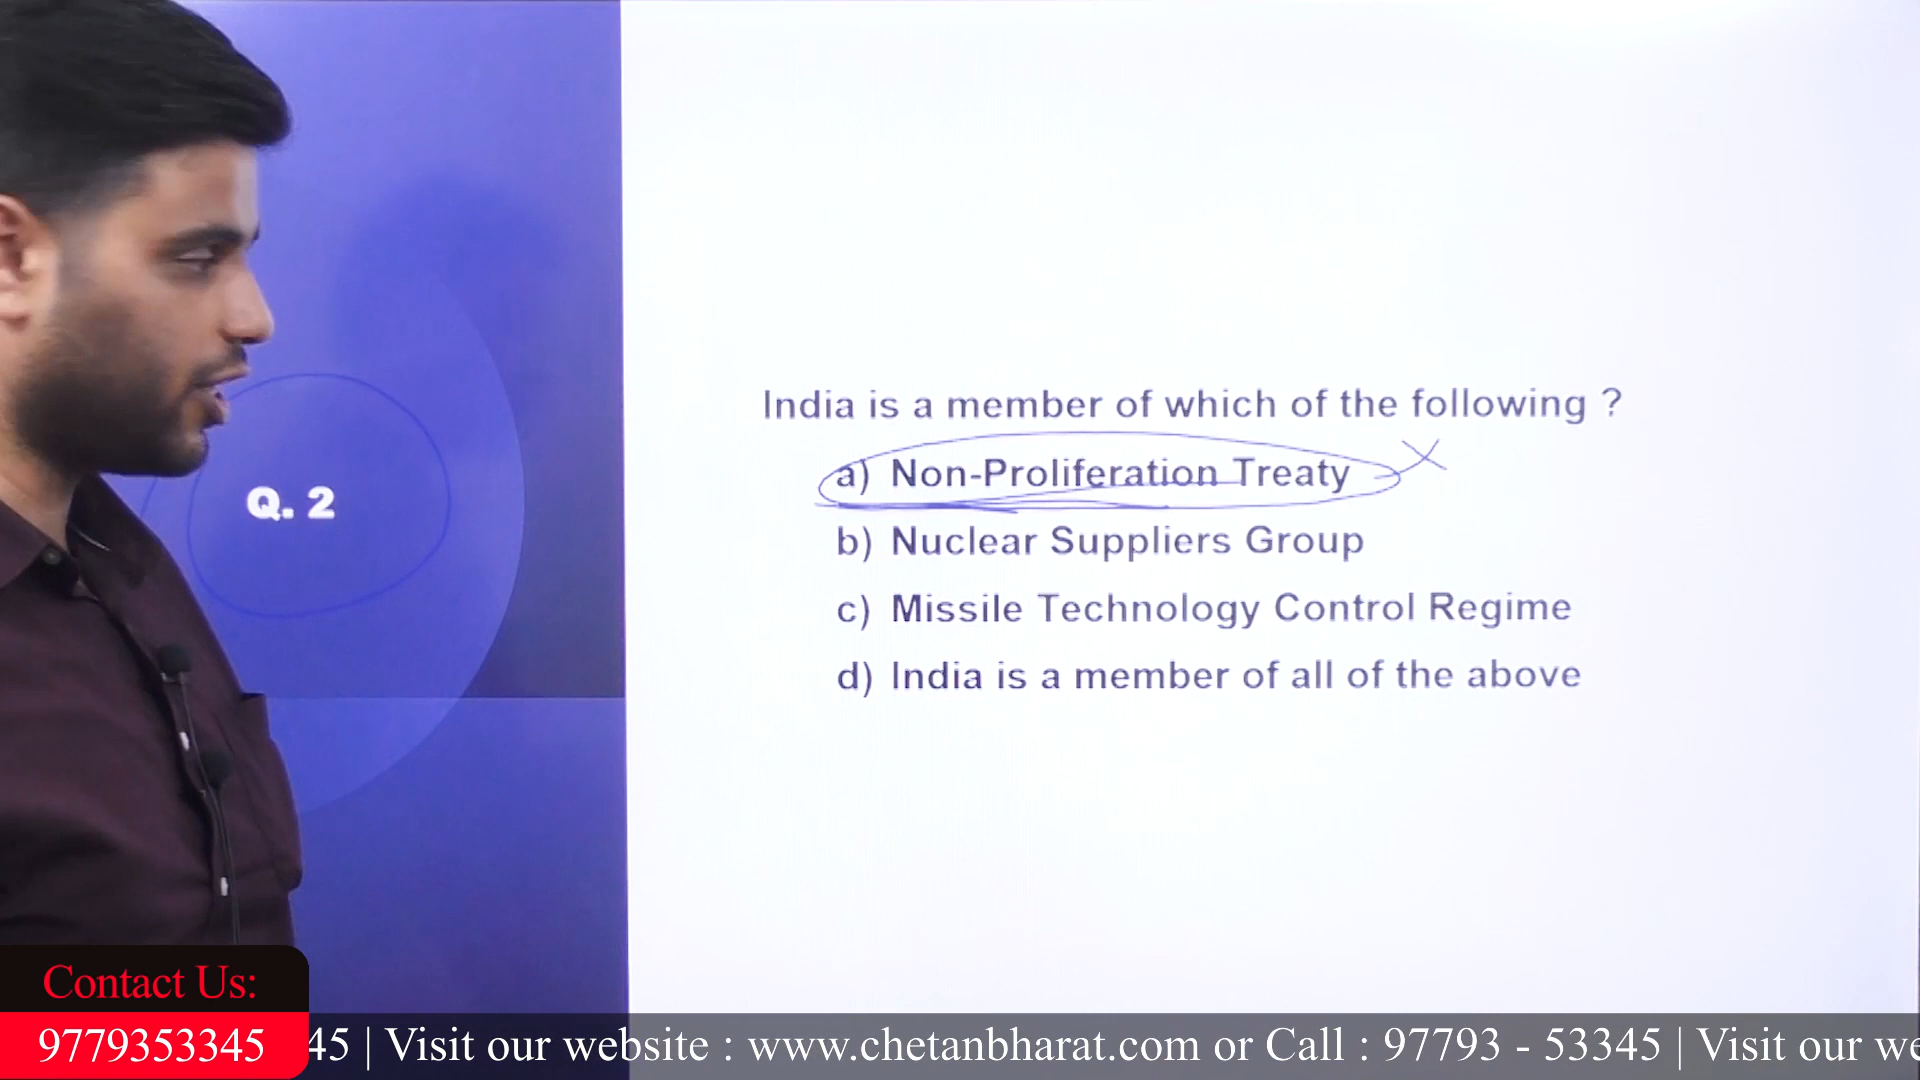 India is a member of which of the following ?
a) Non-Proliferation Treaty
Q. 2
b) Nuclear Suppliers Group
c) Missile Technology Control Regime
d) India is a member of all of the above
Contact Us:
9779353345
45 | Visit our website : www.chetanbharat.com or Call : 97793 - 53345 | Visit our we